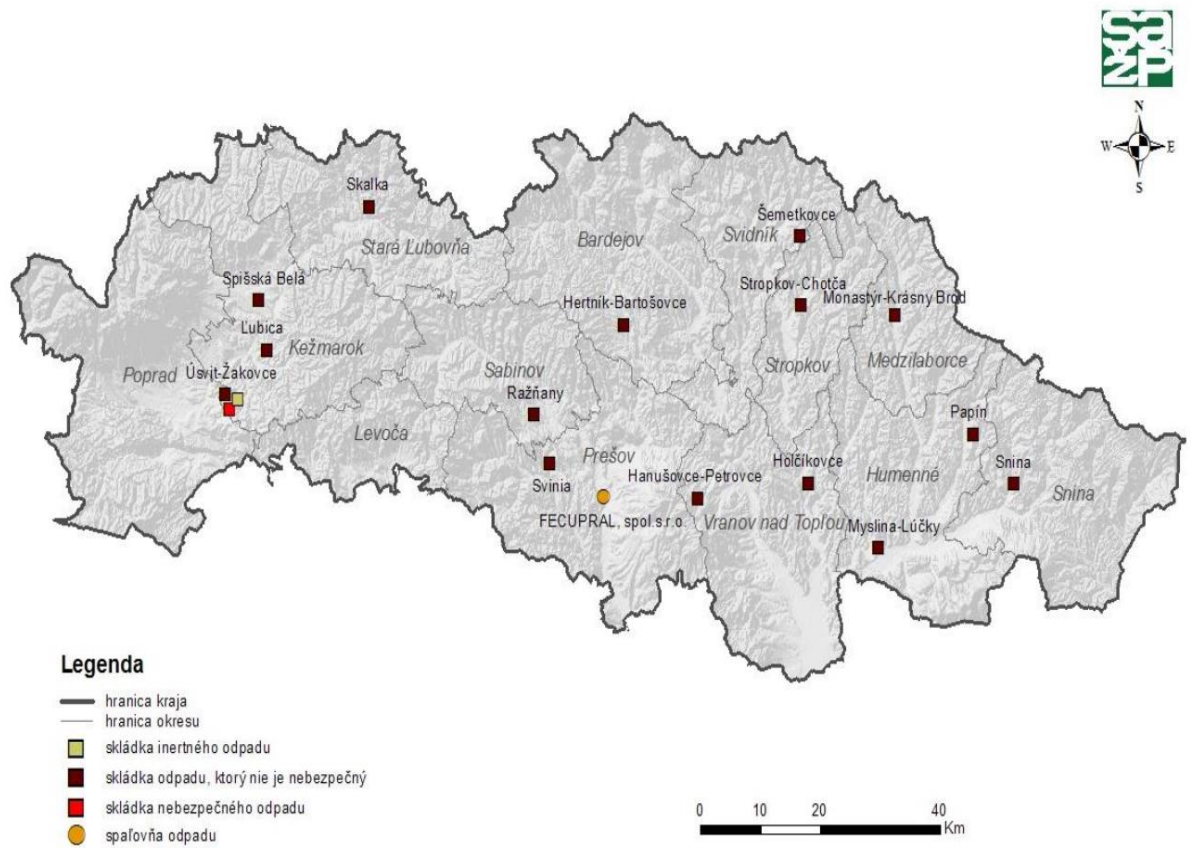 sa
žp
N
W E
S
Skalka
Šemetkovce
Svidník
Bardejov
Stará Ľubovňa
Spišská Belá
Stropkov-Chotča
Monastýr-Krásny Brod
Hertník-Bartošovce
Ľubica
Kežmarok
Medzilaborce
Stropkov
Sabinov
Poprad
Úsvit-Žakovce
Ražňany
Papín
Levoča
Prešov
Holčíkovce
Snina
Humenné
Hanušovce-Petrovce
Svinia
Snina
FECUPRAL, spol.s.r.o.
Vranov nad Topľou
Myslina-Lúčky
Legenda
hranica kraja
hranica okresu
skládka inertného odpadu
skládka odpadu, ktorý nie je nebezpečný
skládka nebezpečného odpadu
spaľovňa odpadu
0 10 20 40
Km